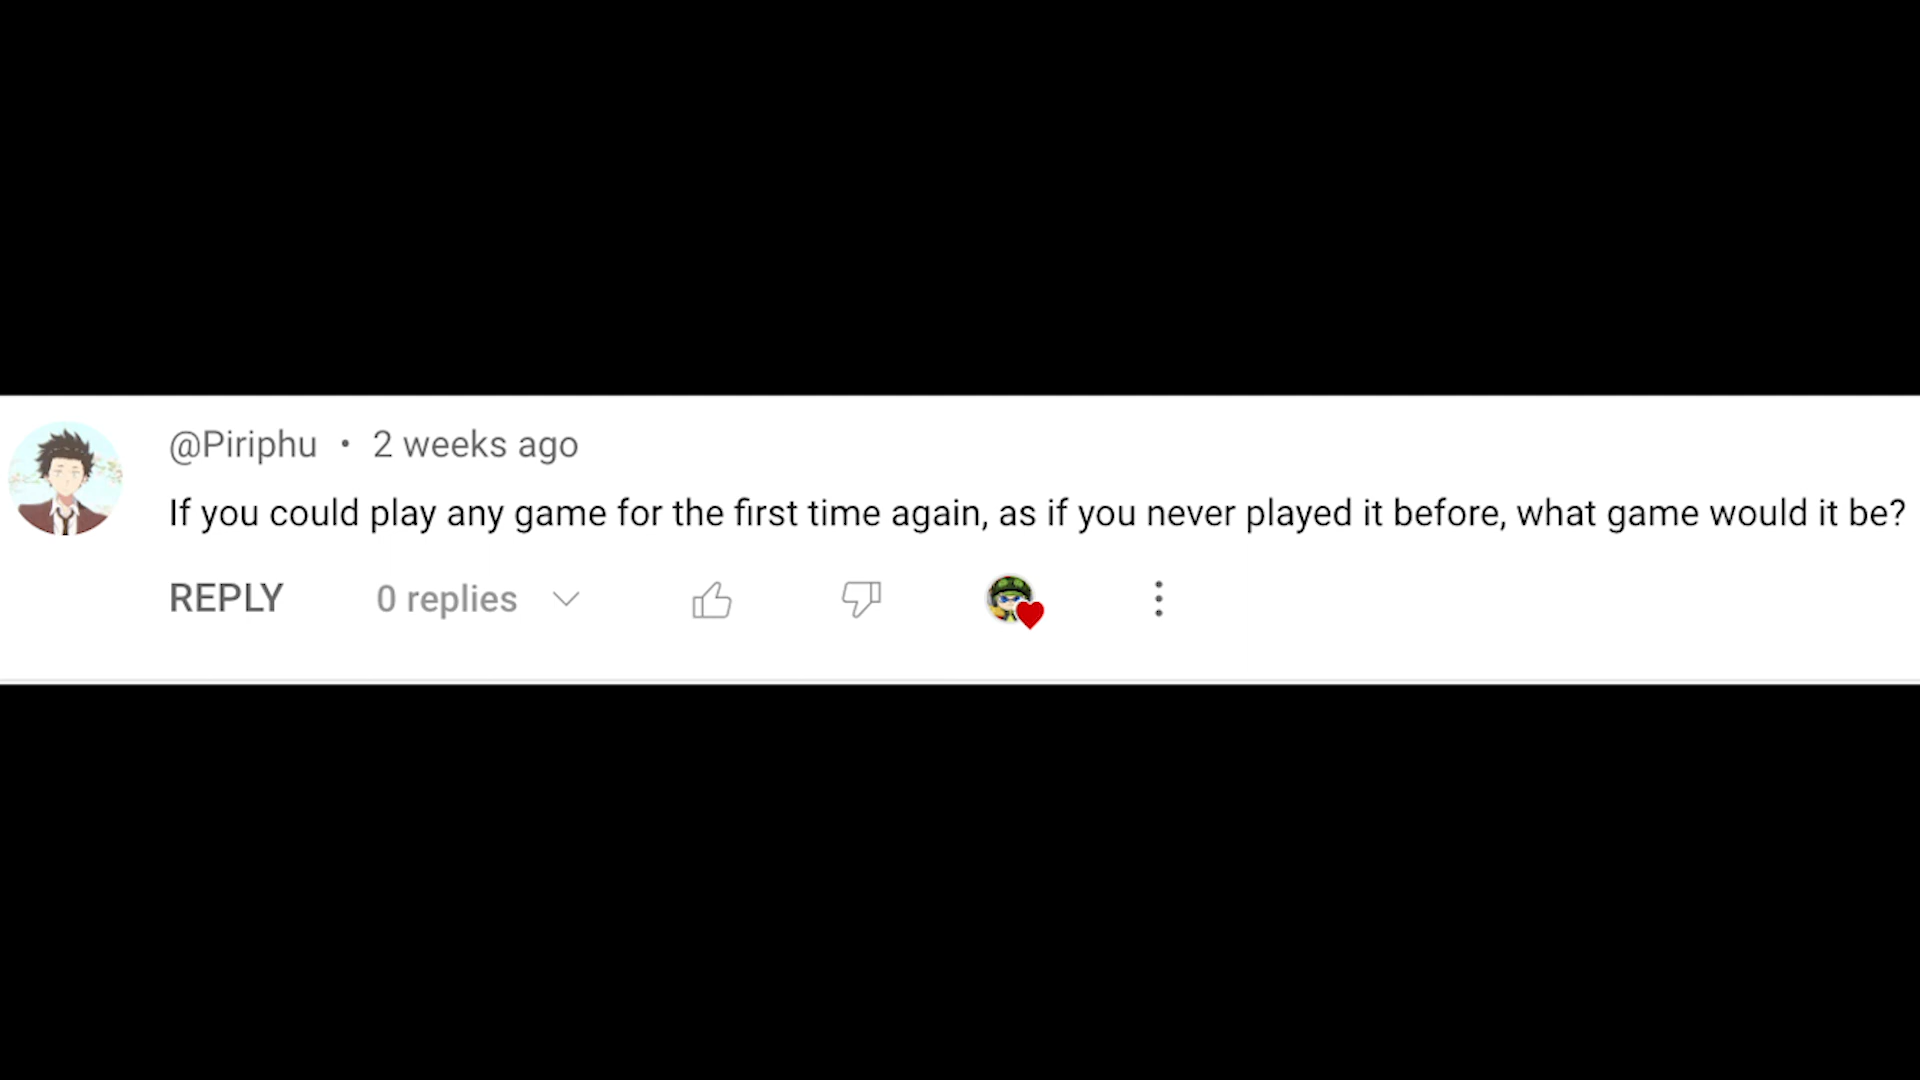 @Piriphu • 2 weeks ago
If you could play any game for the first time again, as if you never played it before, what game would it be?
REPLY 0 replies